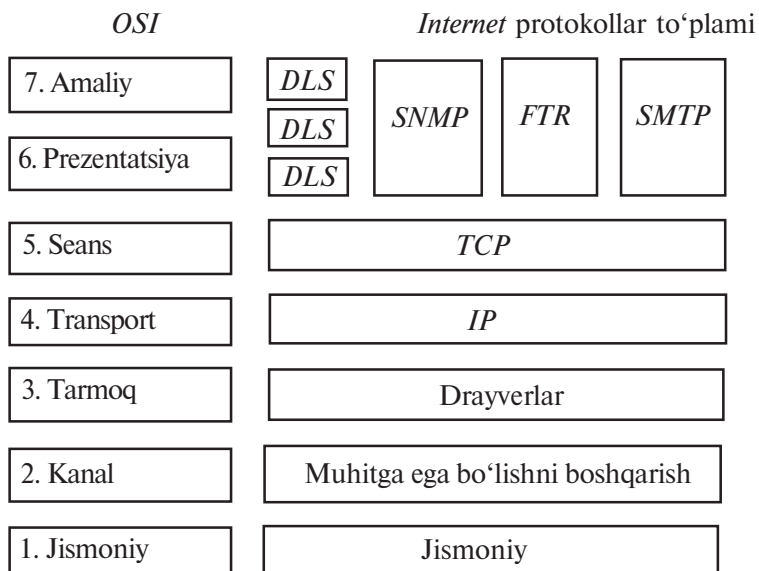 OSI
Internet protokollar to‘plami
7. Amaliy
DLS
SNMP
FTR
SMTP
DLS
6. Prezentatsiya
DLS
5. Seans
TCP
4. Transport
IP
3. Tarmoq
Drayverlar
2. Kanal
Muhitga ega bo‘lishni boshqarish
1. Jismoniy
Jismoniy